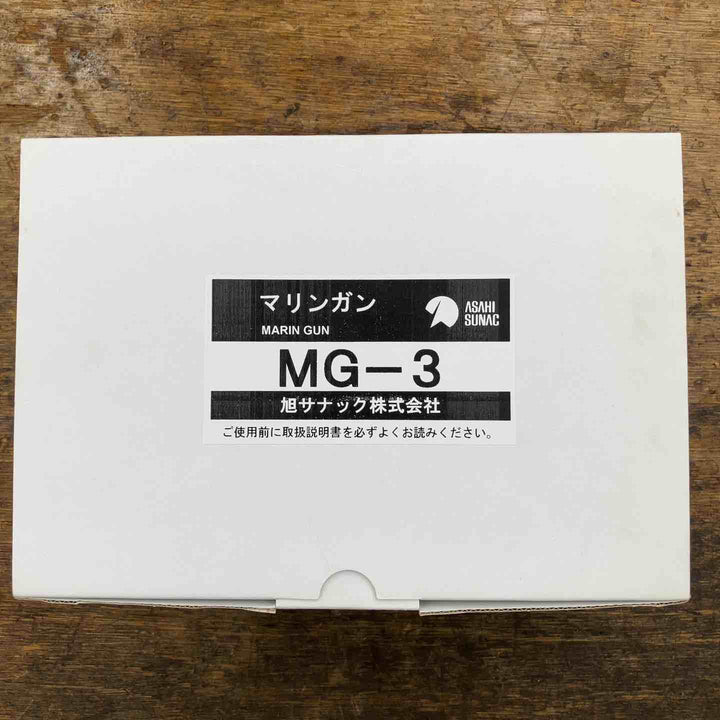 マリンガン
MARIN GUN
ASAHI
SUNAC
MG-3
旭サナック株式会社
ご使用前に取扱説明書を必ずよくお読みください。